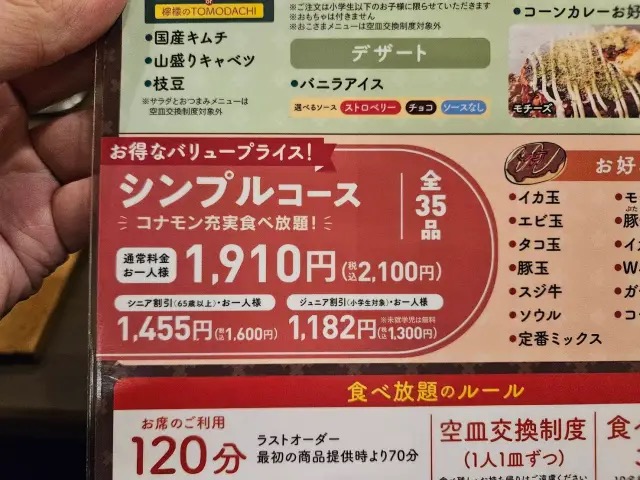 檸檬のTOMODACHI
●国産キムチ
●山盛りキャベツ
●枝豆
※サラダとおつまみメニューは
空皿交換制度対象外
※ご注文は小学生以下のお子様に限らせていただきます
※おもちゃは付きません
※おこさまメニューは空皿交換制度対象外
デザート
●バニラアイス
選べるソース ストロベリー チョコ ソースなし
●コーンカレーお好
モチーズ
お得なバリュープライス!
シンプルコース
コナモン充実食べ放題!
全
35
品
通常料金
お一人様
1,910円(税込2,100円)
シニア割引(65歳以上)・お一人様
1,455円(税込1,600円)
ジュニア割引(小学生対象)・お一人様
※未就学児は無料
1,182円(税込1,300円)
お好
●イカ玉
●エビ玉
●タコ玉
●豚玉
●スジ牛
●ソウル
●定番ミックス
食べ放題のルール
お席のご利用
120分
ラストオーダー
最初の商品提供時より70分
空皿交換制度
(1人1皿ずつ)
食べ